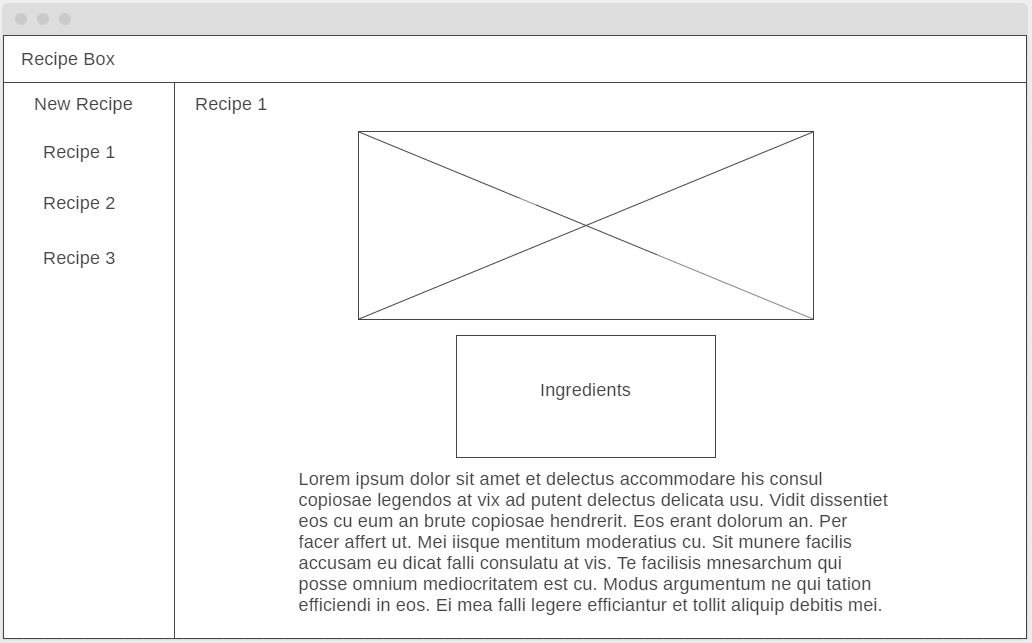 Recipe Box
New Recipe
Recipe 1
Recipe 2
Recipe 3
Recipe 1
Ingredients
Lorem ipsum dolor sit amet et delectus accommodare his consul
copiosae legendos at vix ad putent delectus delicata usu. Vidit dissentiet
eos cu eum an brute copiosae hendrerit. Eos erant dolorum an. Per
facer affert ut. Mei iisque mentitum moderatius cu. Sit munere facilis
accusam eu dicat falli consulatu at vis. Te facilisis mnesarchum qui
posse omnium mediocritatem est cu. Modus argumentum ne qui tation
efficiendi in eos. Ei mea falli legere efficiantur et tollit aliquip debitis mei.